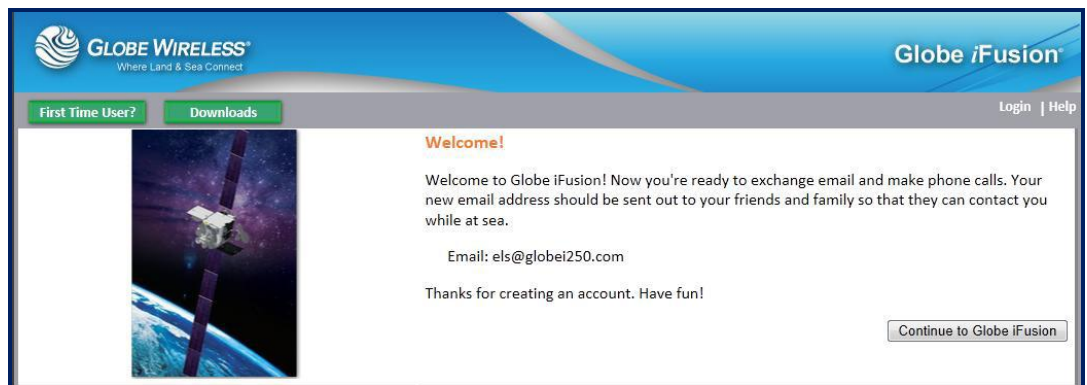 GLOBE WIRELESS®
Where Land & Sea Connect
Globe iFusion
First Time User?
Downloads
Login | Help
Welcome!
Welcome to Globe iFusion! Now you're ready to exchange email and make phone calls. Your
new email address should be sent out to your friends and family so that they can contact you
while at sea.
Email: els@globei250.com
Thanks for creating an account. Have fun!
Continue to Globe iFusion